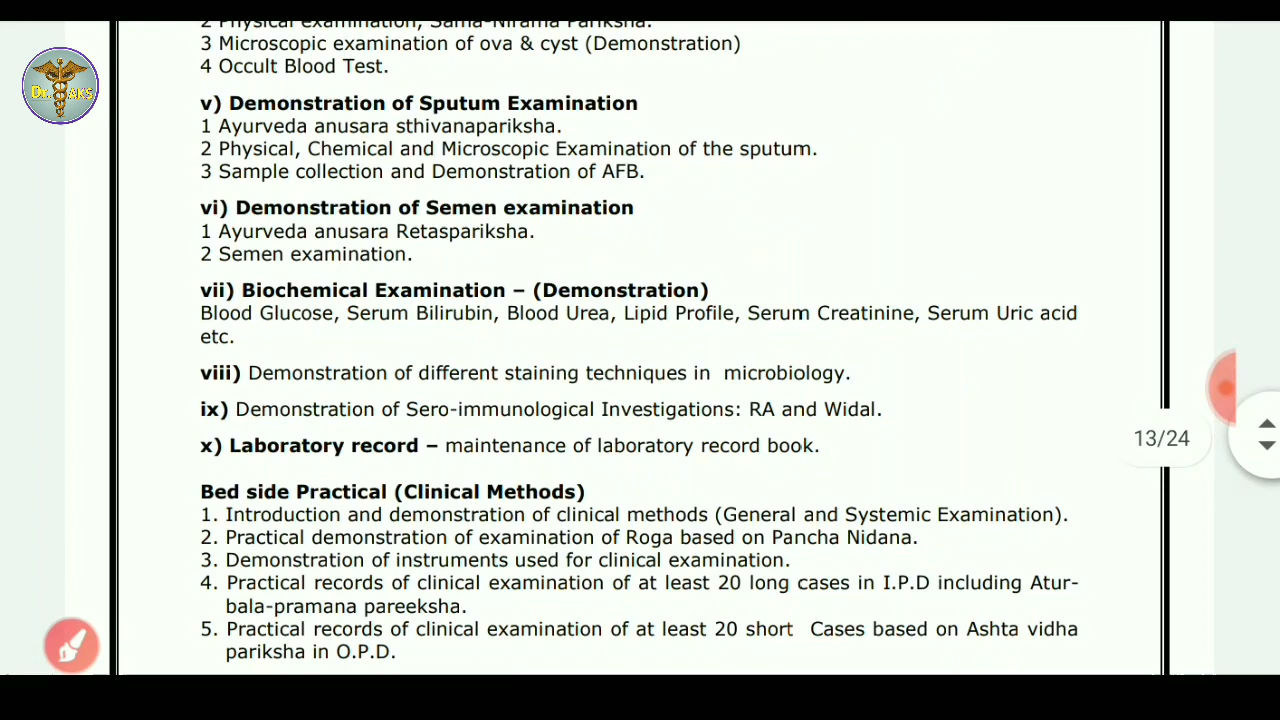 2 Physical examination, Sama-Nirama Pariksha.
3 Microscopic examination of ova & cyst (Demonstration)
4 Occult Blood Test.
Dr. AKS
v) Demonstration of Sputum Examination
1 Ayurveda anusara sthivanapariksha.
2 Physical, Chemical and Microscopic Examination of the sputum.
3 Sample collection and Demonstration of AFB.
vi) Demonstration of Semen examination
1 Ayurveda anusara Retaspariksha.
2 Semen examination.
vii) Biochemical Examination – (Demonstration)
Blood Glucose, Serum Bilirubin, Blood Urea, Lipid Profile, Serum Creatinine, Serum Uric acid
etc.
viii) Demonstration of different staining techniques in microbiology.
ix) Demonstration of Sero-immunological Investigations: RA and Widal.
x) Laboratory record – maintenance of laboratory record book.
13/24
Bed side Practical (Clinical Methods)
1. Introduction and demonstration of clinical methods (General and Systemic Examination).
2. Practical demonstration of examination of Roga based on Pancha Nidana.
3. Demonstration of instruments used for clinical examination.
4. Practical records of clinical examination of at least 20 long cases in I.P.D including Atur-
bala-pramana pareeksha.
5. Practical records of clinical examination of at least 20 short Cases based on Ashta vidha
pariksha in O.P.D.